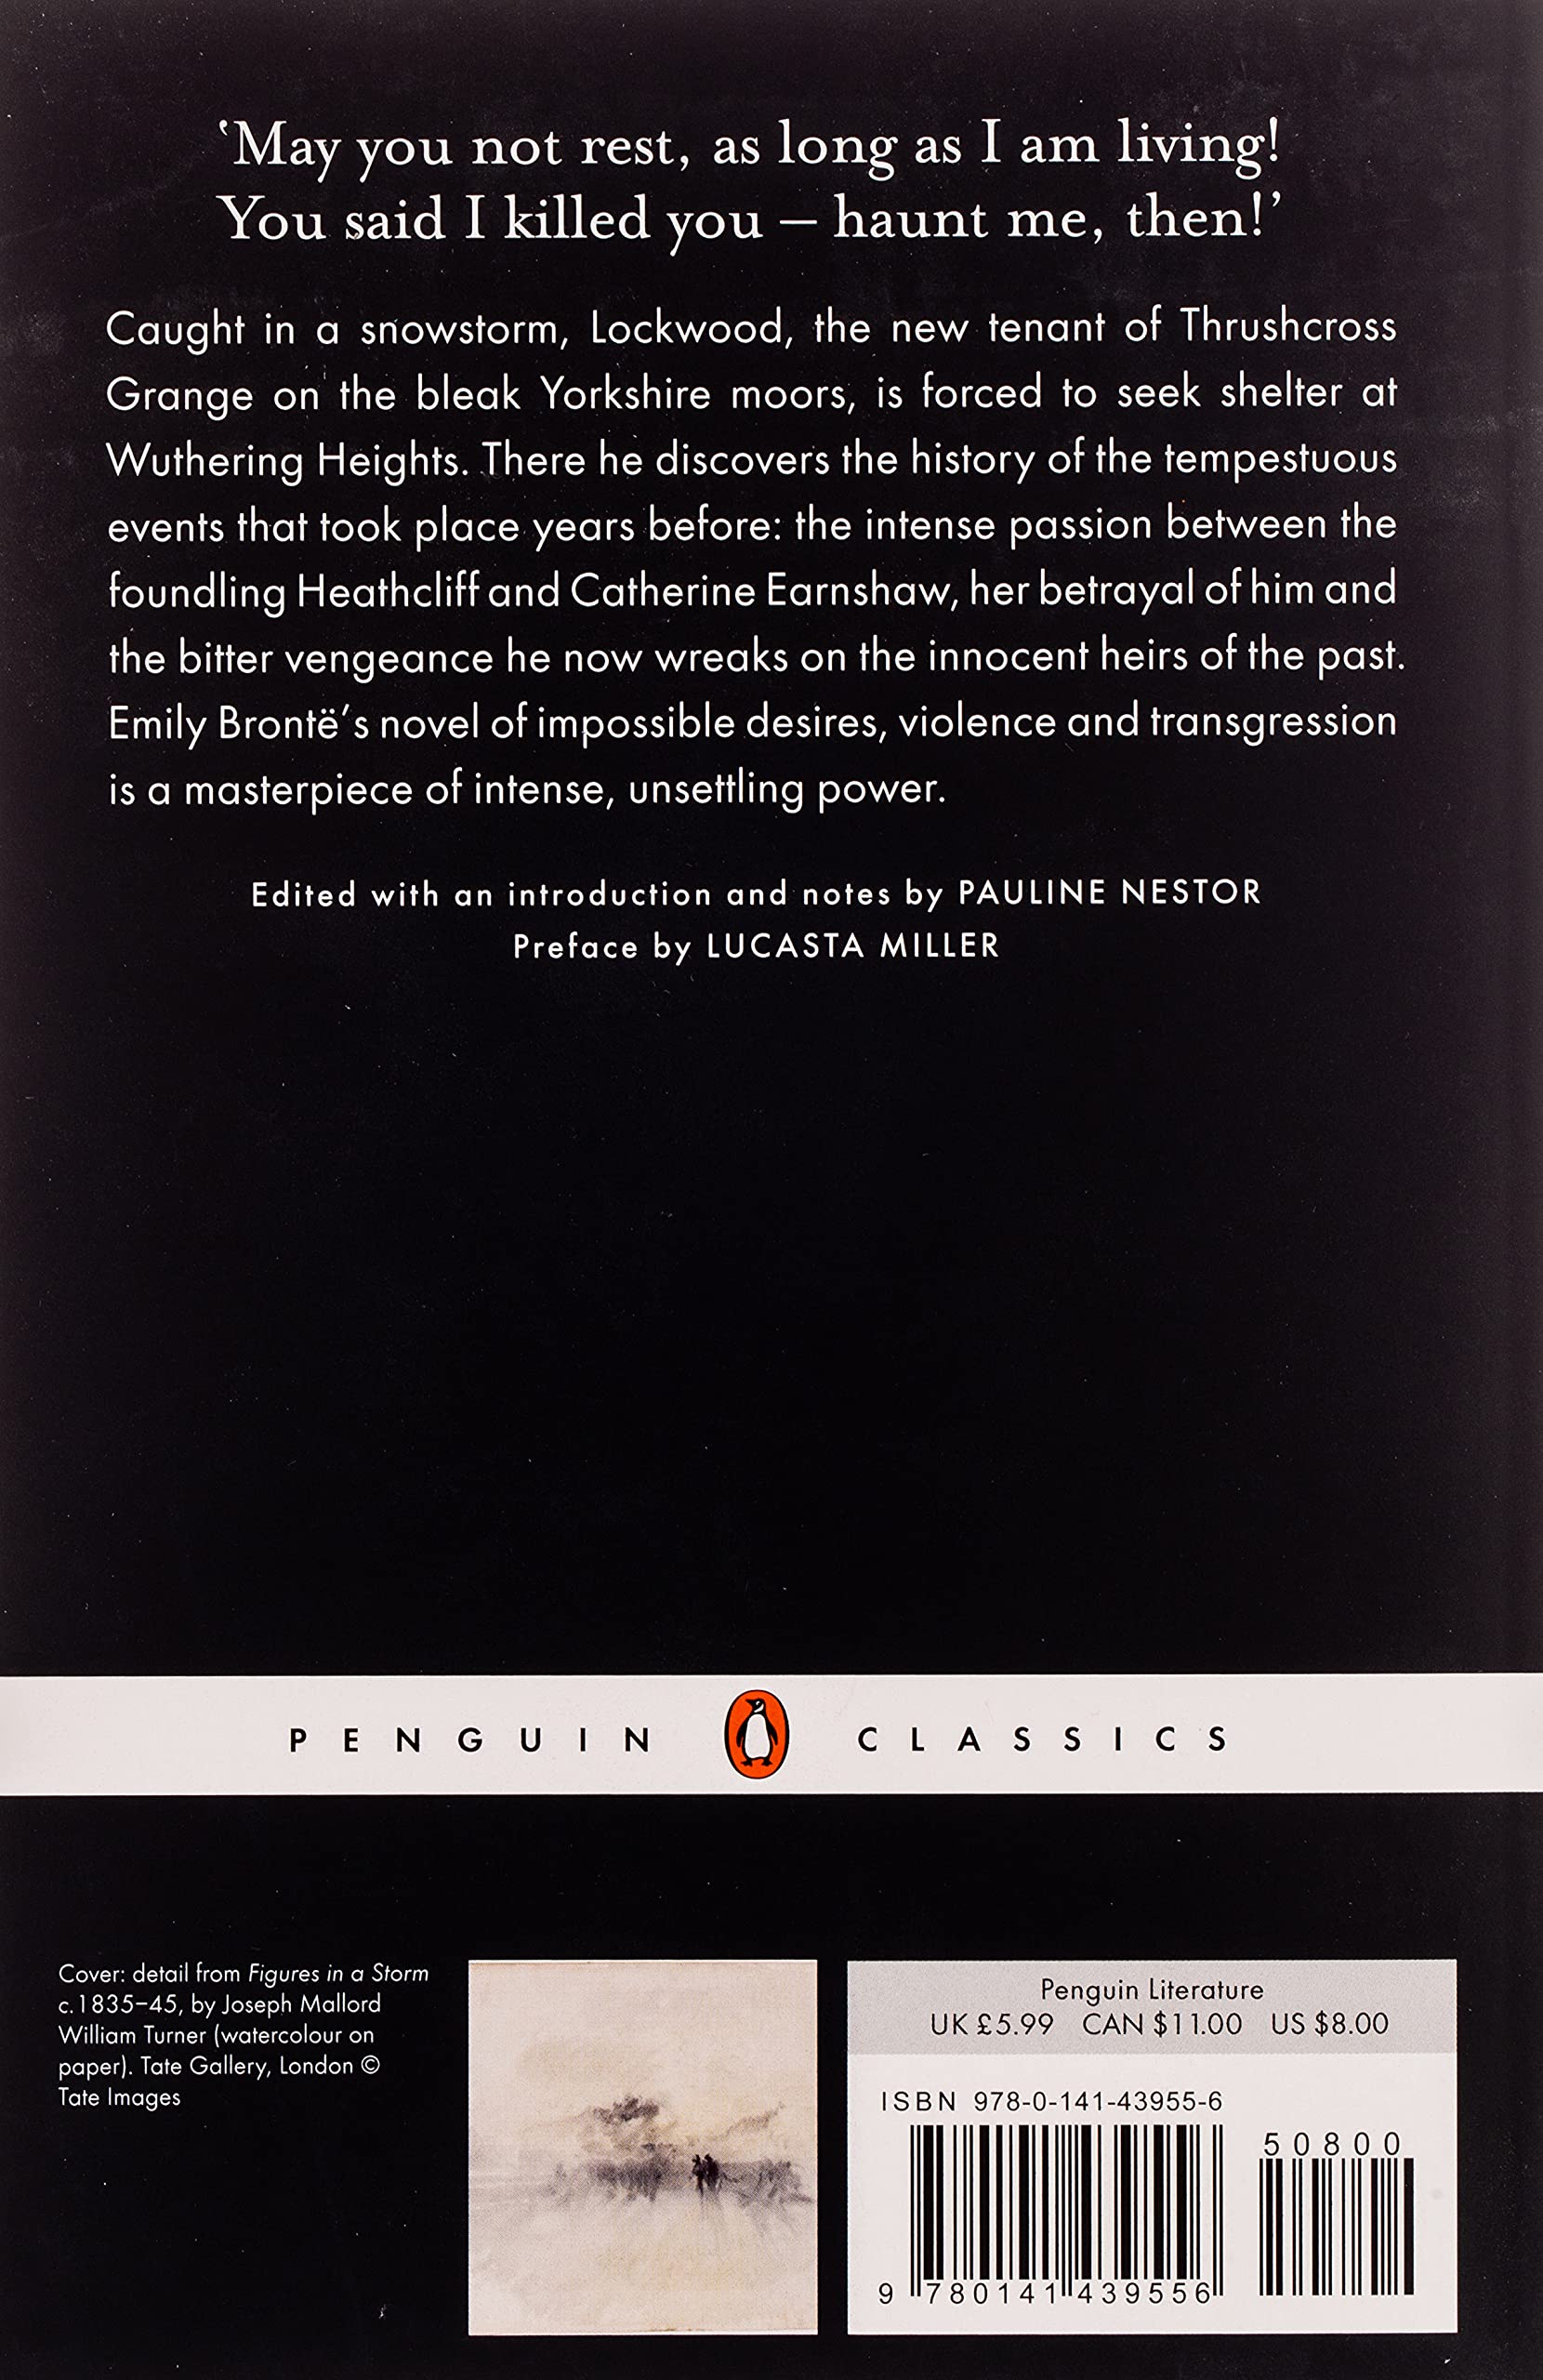 ‘May you not rest, as long as I am living!
You said I killed you – haunt me, then!’
Caught in a snowstorm, Lockwood, the new tenant of Thrushcross
Grange on the bleak Yorkshire moors, is forced to seek shelter at
Wuthering Heights. There he discovers the history of the tempestuous
events that took place years before: the intense passion between the
foundling Heathcliff and Catherine Earnshaw, her betrayal of him and
the bitter vengeance he now wreaks on the innocent heirs of the past.
Emily Brontë’s novel of impossible desires, violence and transgression
is a masterpiece of intense, unsettling power.
Edited with an introduction and notes by PAULINE NESTOR
Preface by LUCASTA MILLER
PENGUIN CLASSICS
Cover: detail from Figures in a Storm
c.1835–45, by Joseph Mallord
William Turner (watercolour on
paper). Tate Gallery, London ©
Tate Images
Penguin Literature
UK £5.99 CAN $11.00 US $8.00
ISBN 978-0-141-43955-6
50800
9 780141 439556